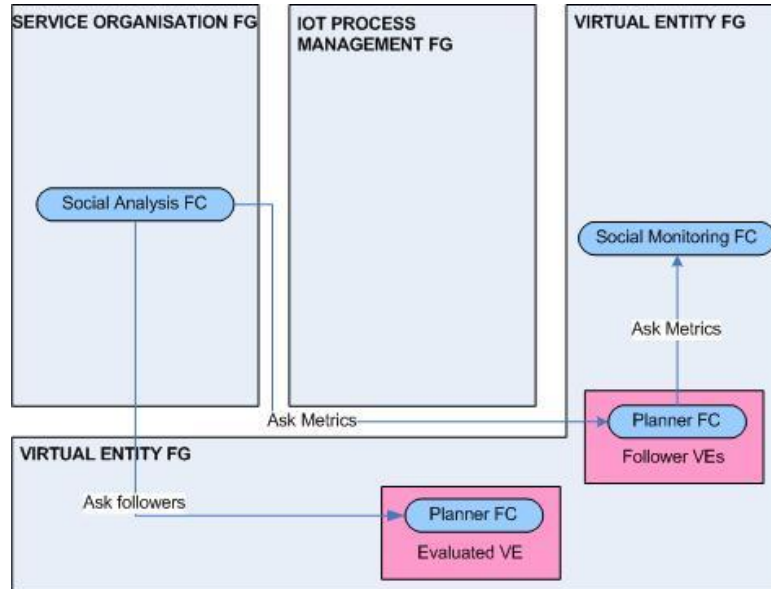 SERVICE ORGANISATION FG
IOT PROCESS
MANAGEMENT FG
VIRTUAL ENTITY FG
Social Analysis FC
Social Monitoring FC
Ask Metrics
Ask Metrics
Planner FC
Follower VEs
VIRTUAL ENTITY FG
Ask followers
Planner FC
Evaluated VE